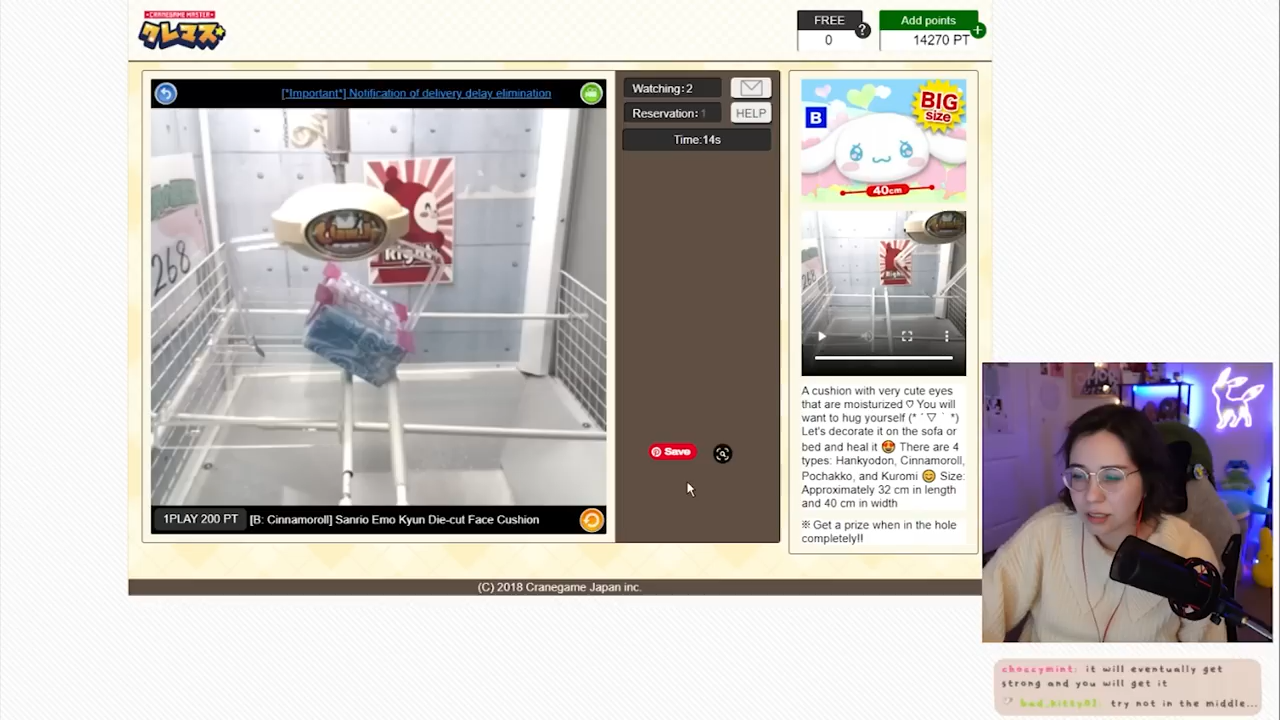 CRANEGAME MASTER
クレマス
FREE
?
0
Add points
+
14270 PT
[*Important*] Notification of delivery delay elimination
Watching:2
Reservation: 1
HELP
Time:14s
268
Right
1PLAY 200 PT
[B: Cinnamoroll] Sanrio Emo Kyun Die-cut Face Cushion
Save
B
BIG
size
40cm
A cushion with very cute eyes
that are moisturized ♡ You will
want to hug yourself (* ´ ▽ ` *)
Let's decorate it on the sofa or
bed and heal it 😍 There are 4
types: Hankyodon, Cinnamoroll,
Pochakko, and Kuromi 😊 Size:
Approximately 32 cm in length
and 40 cm in width
※ Get a prize when in the hole
completely!!
(C) 2018 Cranegame Japan inc.
choccymint: it will eventually get
strong and you will get it
bad_kitty02: try not in the middle...